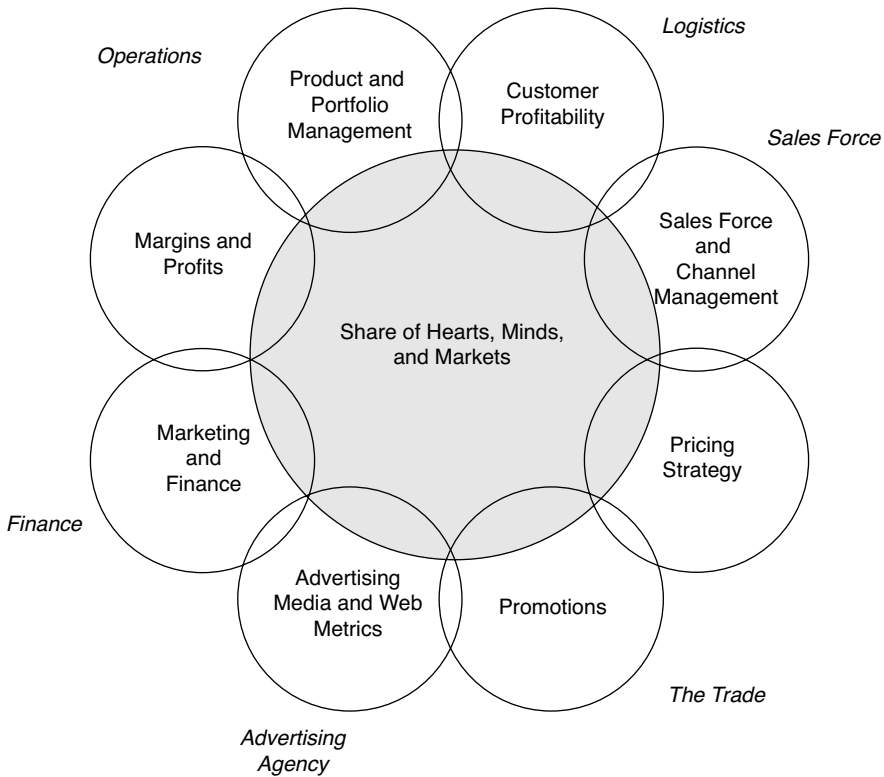 Logistics
Operations
Product and
Portfolio
Management
Customer
Profitability
Sales Force
Margins and
Profits
Sales Force
and
Channel
Management
Share of Hearts, Minds,
and Markets
Marketing
and
Finance
Pricing
Strategy
Finance
Advertising
Media and Web
Metrics
Promotions
The Trade
Advertising
Agency